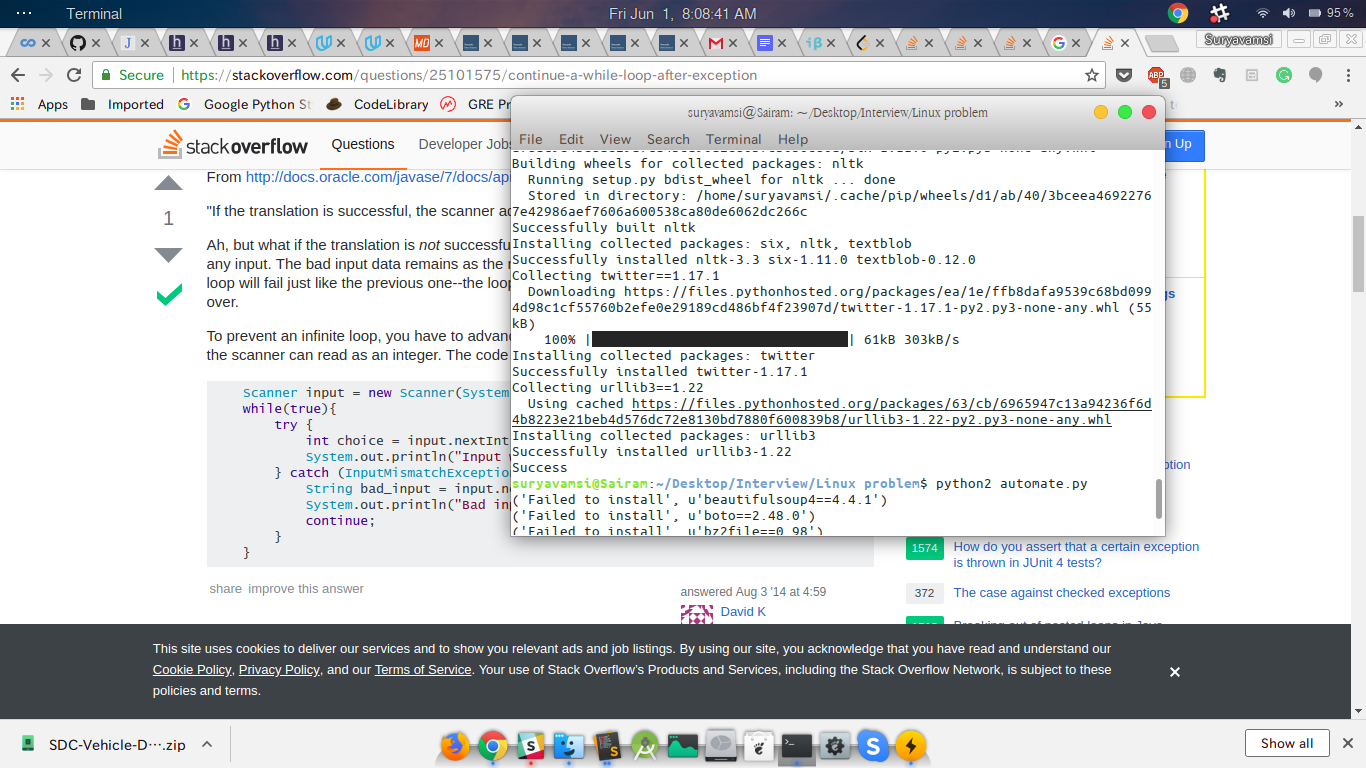 Terminal
Fri Jun 1, 8:08:41 AM
95%
Suryavamsi
Secure
https://stackoverflow.com/questions/25101575/continue-a-while-loop-after-exception
ABP
5
Apps
Imported
Google Python St
CodeLibrary
GRE Pr
suryavamsi@Sairam: ~/Desktop/Interview/Linux problem
File Edit View Search Terminal Help
Building wheels for collected packages: nltk
Running setup.py bdist_wheel for nltk ... done
Stored in directory: /home/suryavamsi/.cache/pip/wheels/d1/ab/40/3bceea4692276
7e42986aef7606a600538ca80de6062dc266c
Successfully built nltk
Installing collected packages: six, nltk, textblob
Successfully installed nltk-3.3 six-1.11.0 textblob-0.12.0
Collecting twitter==1.17.1
Downloading https://files.pythonhosted.org/packages/ea/1e/ffb8dafa9539c68bd099
4d98c1cf55760b2efe0e29189cd486bf4f23907d/twitter-1.17.1-py2.py3-none-any.whl (55
kB)
100% | | 61kB 303kB/s
Installing collected packages: twitter
Successfully installed twitter-1.17.1
Collecting urllib3==1.22
Using cached https://files.pythonhosted.org/packages/63/cb/6965947c13a94236f6d
4b8223e21beb4d576dc72e8130bd7880f600839b8/urllib3-1.22-py2.py3-none-any.whl
Installing collected packages: urllib3
Successfully installed urllib3-1.22
Success
suryavamsi@Sairam:~/Desktop/Interview/Linux problem$ python2 automate.py
('Failed to install', u'beautifulsoup4==4.4.1')
('Failed to install', u'boto==2.48.0')
('Failed to install', u'bz2file==0.98')
stackoverflow
Questions
Developer Jobs
n Up
1
From http://docs.oracle.com/javase/7/docs/api
"If the translation is successful, the scanner ad
Ah, but what if the translation is not successfu
any input. The bad input data remains as the
loop will fail just like the previous one--the loop
over.
To prevent an infinite loop, you have to advan
the scanner can read as an integer. The code
Scanner input = new Scanner(System
while(true){
try {
int choice = input.nextInt
System.out.println("Input w
} catch (InputMismatchExceptio
String bad_input = input.ne
System.out.println("Bad inp
continue;
}
}
share improve this answer
answered Aug 3 '14 at 4:59
David K
gs
ption
1574 How do you assert that a certain exception
is thrown in JUnit 4 tests?
372 The case against checked exceptions
Breaking out of nested loops in Java
This site uses cookies to deliver our services and to show you relevant ads and job listings. By using our site, you acknowledge that you have read and understand our
Cookie Policy, Privacy Policy, and our Terms of Service. Your use of Stack Overflow's Products and Services, including the Stack Overflow Network, is subject to these
policies and terms.
SDC-Vehicle-D….zip
Show all